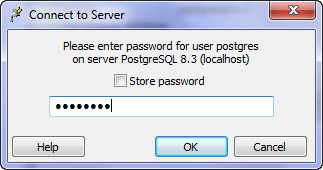 Connect to Server
Please enter password for user postgres
on server PostgreSQL 8.3 (localhost)
Store password
••••••••
Help
OK
Cancel